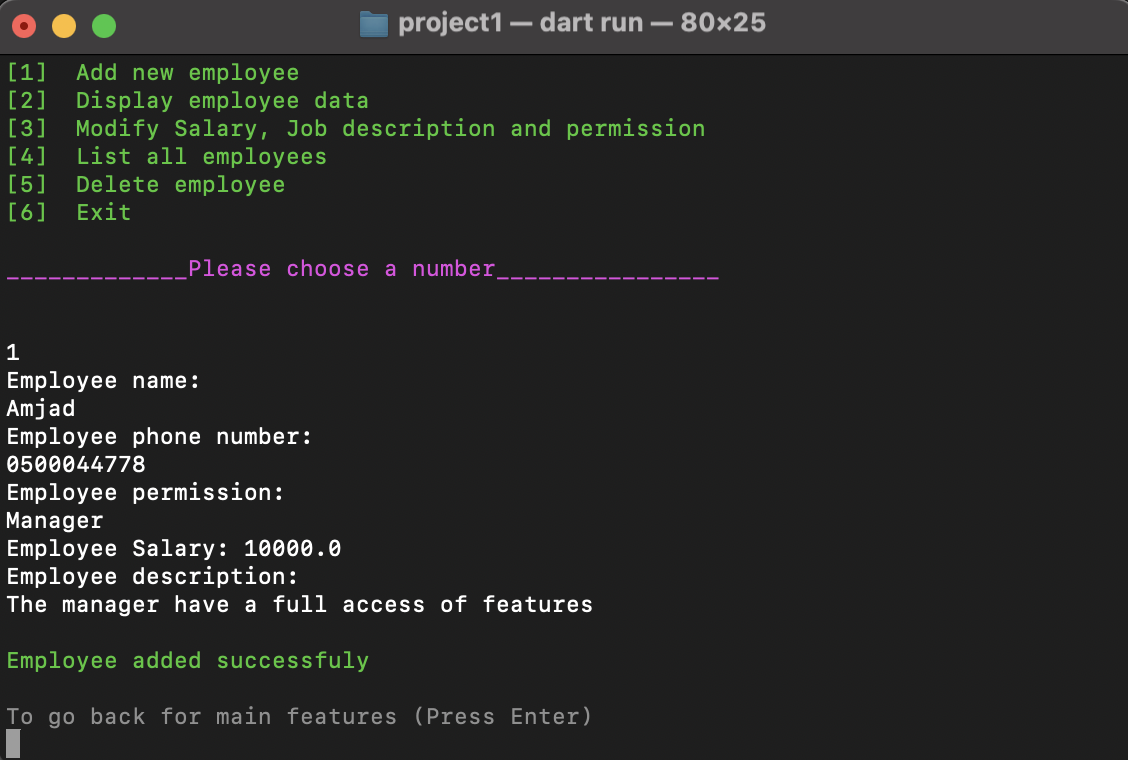 project1 — dart run — 80×25
[1]  Add new employee
[2]  Display employee data
[3]  Modify Salary, Job description and permission
[4]  List all employees
[5]  Delete employee
[6]  Exit
_____________Please choose a number________________
1
Employee name:
Amjad
Employee phone number:
0500044778
Employee permission:
Manager
Employee Salary: 10000.0
Employee description:
The manager have a full access of features
Employee added successfuly
To go back for main features (Press Enter)